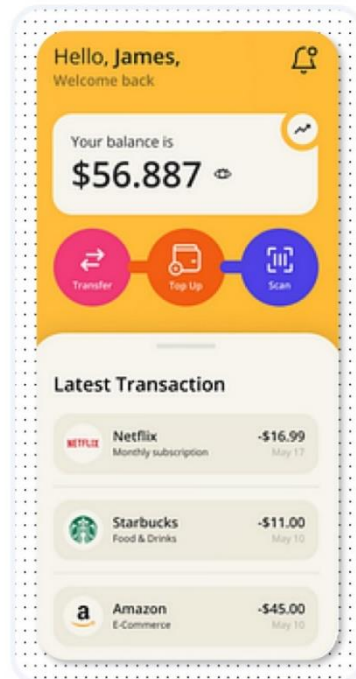 Hello, James,
Welcome back
Your balance is
$56.887
Transfer
Top Up
Scan
Latest Transaction
NETFLIX
Netflix
-$16.99
Monthly subscription
May 17
Starbucks
-$11.00
Food & Drinks
May 10
a
Amazon
-$45.00
E-Commerce
May 10